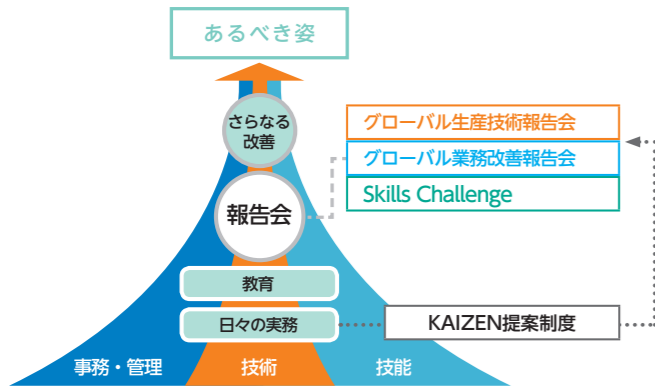 あるべき姿
さらなる
改善
グローバル生産技術報告会
グローバル業務改善報告会
Skills Challenge
報告会
教育
日々の実務
KAIZEN提案制度
事務・管理
技術
技能